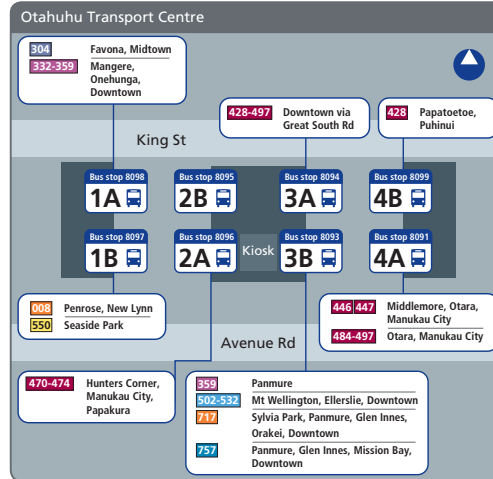 Otahuhu Transport Centre
304 Favona, Midtown
332-359 Mangere,
Onehunga,
Downtown
428-497 Downtown via
Great South Rd
428 Papatoetoe,
Puhinui
King St
Bus stop 8098
1A
Bus stop 8095
2B
Bus stop 8094
3A
Bus stop 8099
4B
Bus stop 8097
1B
Bus stop 8096
2A
Kiosk
Bus stop 8093
3B
Bus stop 8091
4A
008 Penrose, New Lynn
550 Seaside Park
446 447 Middlemore, Otara,
Manukau City
484-497 Otara, Manukau City
Avenue Rd
470-474 Hunters Corner,
Manukau City,
Papakura
359 Panmure
502-532 Mt Wellington, Ellerslie, Downtown
717 Sylvia Park, Panmure, Glen Innes,
Orakei, Downtown
757 Panmure, Glen Innes, Mission Bay,
Downtown